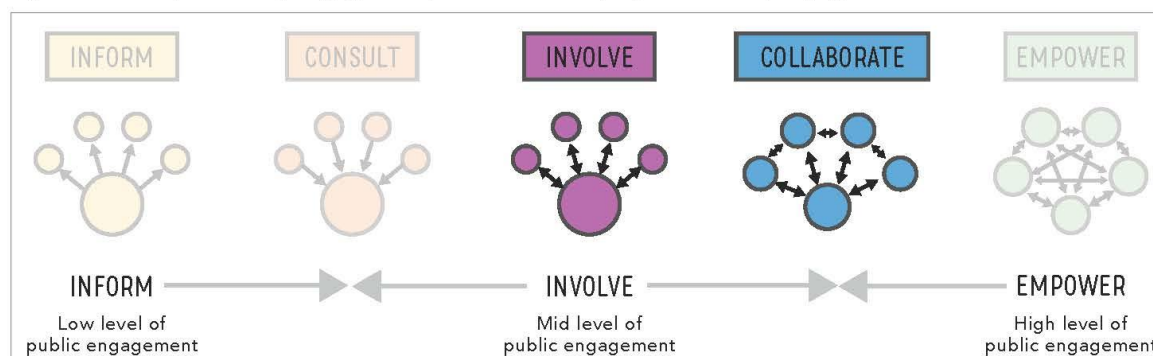 INFORM
CONSULT
INVOLVE
COLLABORATE
EMPOWER
INFORM
INVOLVE
EMPOWER
Low level of
public engagement
Mid level of
public engagement
High level of
public engagement